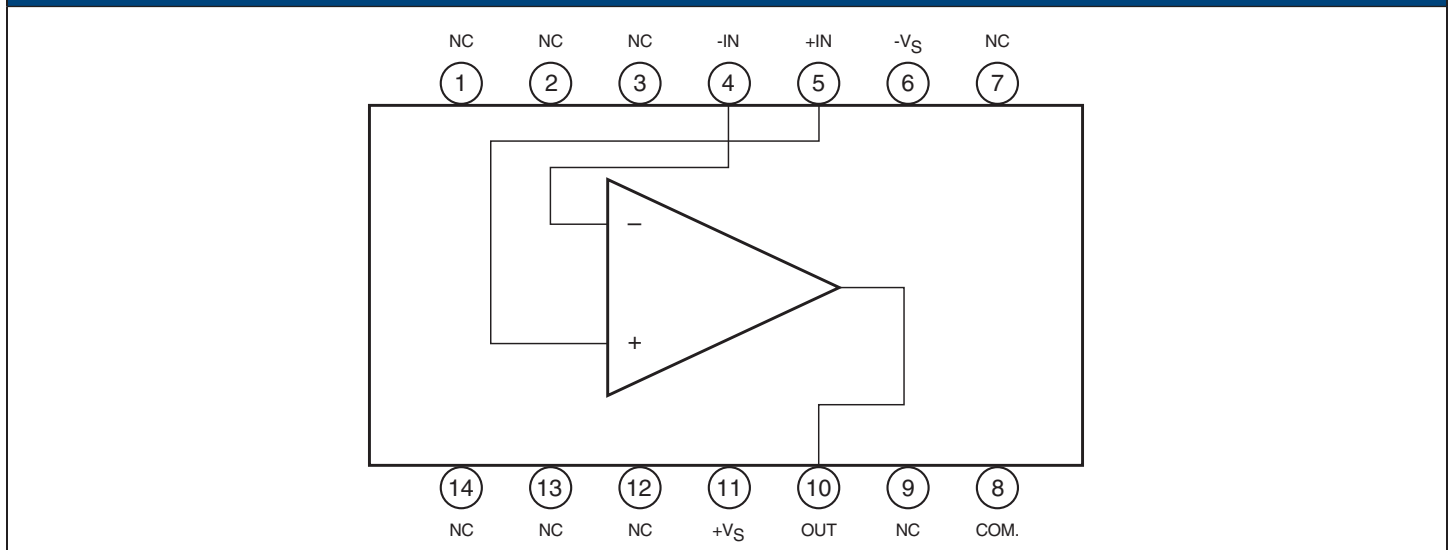 NC NC NC -IN +IN -VS NC
1 2 3 4 5 6 7
–
+
14 13 12 11 10 9 8
NC NC NC +VS OUT NC COM.